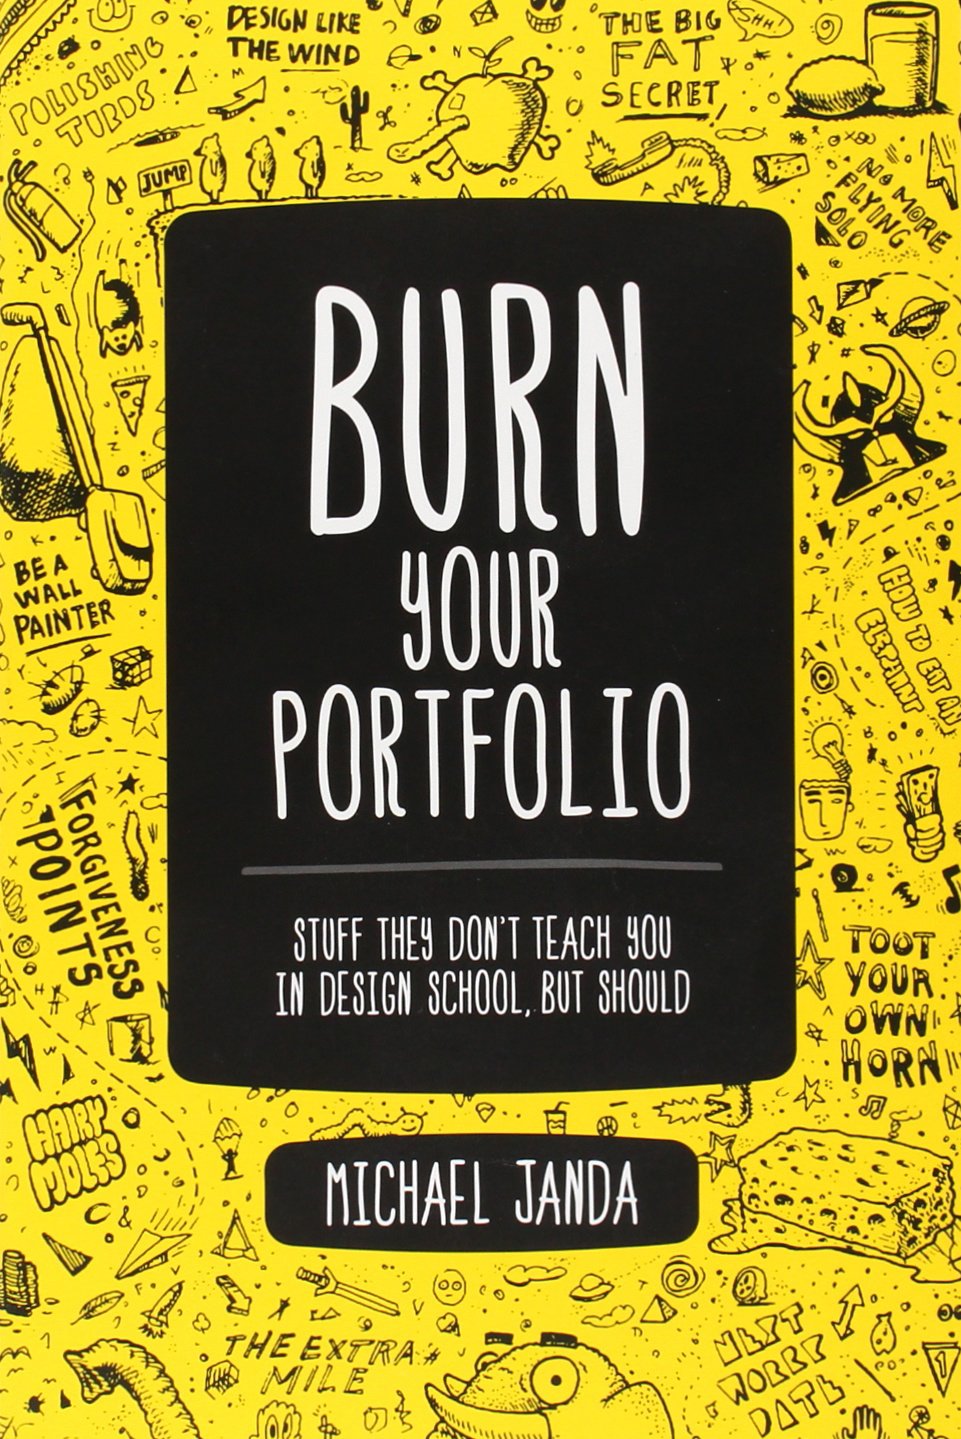 DESIGN LIKE
THE WIND
THE BIG
FAT
SECRET
SHH!
POLISHING
TURDS
JUMP
NO MORE
FLYING
SOLO
BURN
YOUR
PORTFOLIO
BE A
WALL
PAINTER
HOW TO EAT AN
ELEPHANT
FORGIVENESS
POINTS
STUFF THEY DON'T TEACH YOU
IN DESIGN SCHOOL, BUT SHOULD
TOOT
YOUR
OWN
HORN
HAIRY
MOLES
MICHAEL JANDA
THE EXTRA
MILE
NEXT
WORRY
DATE
1